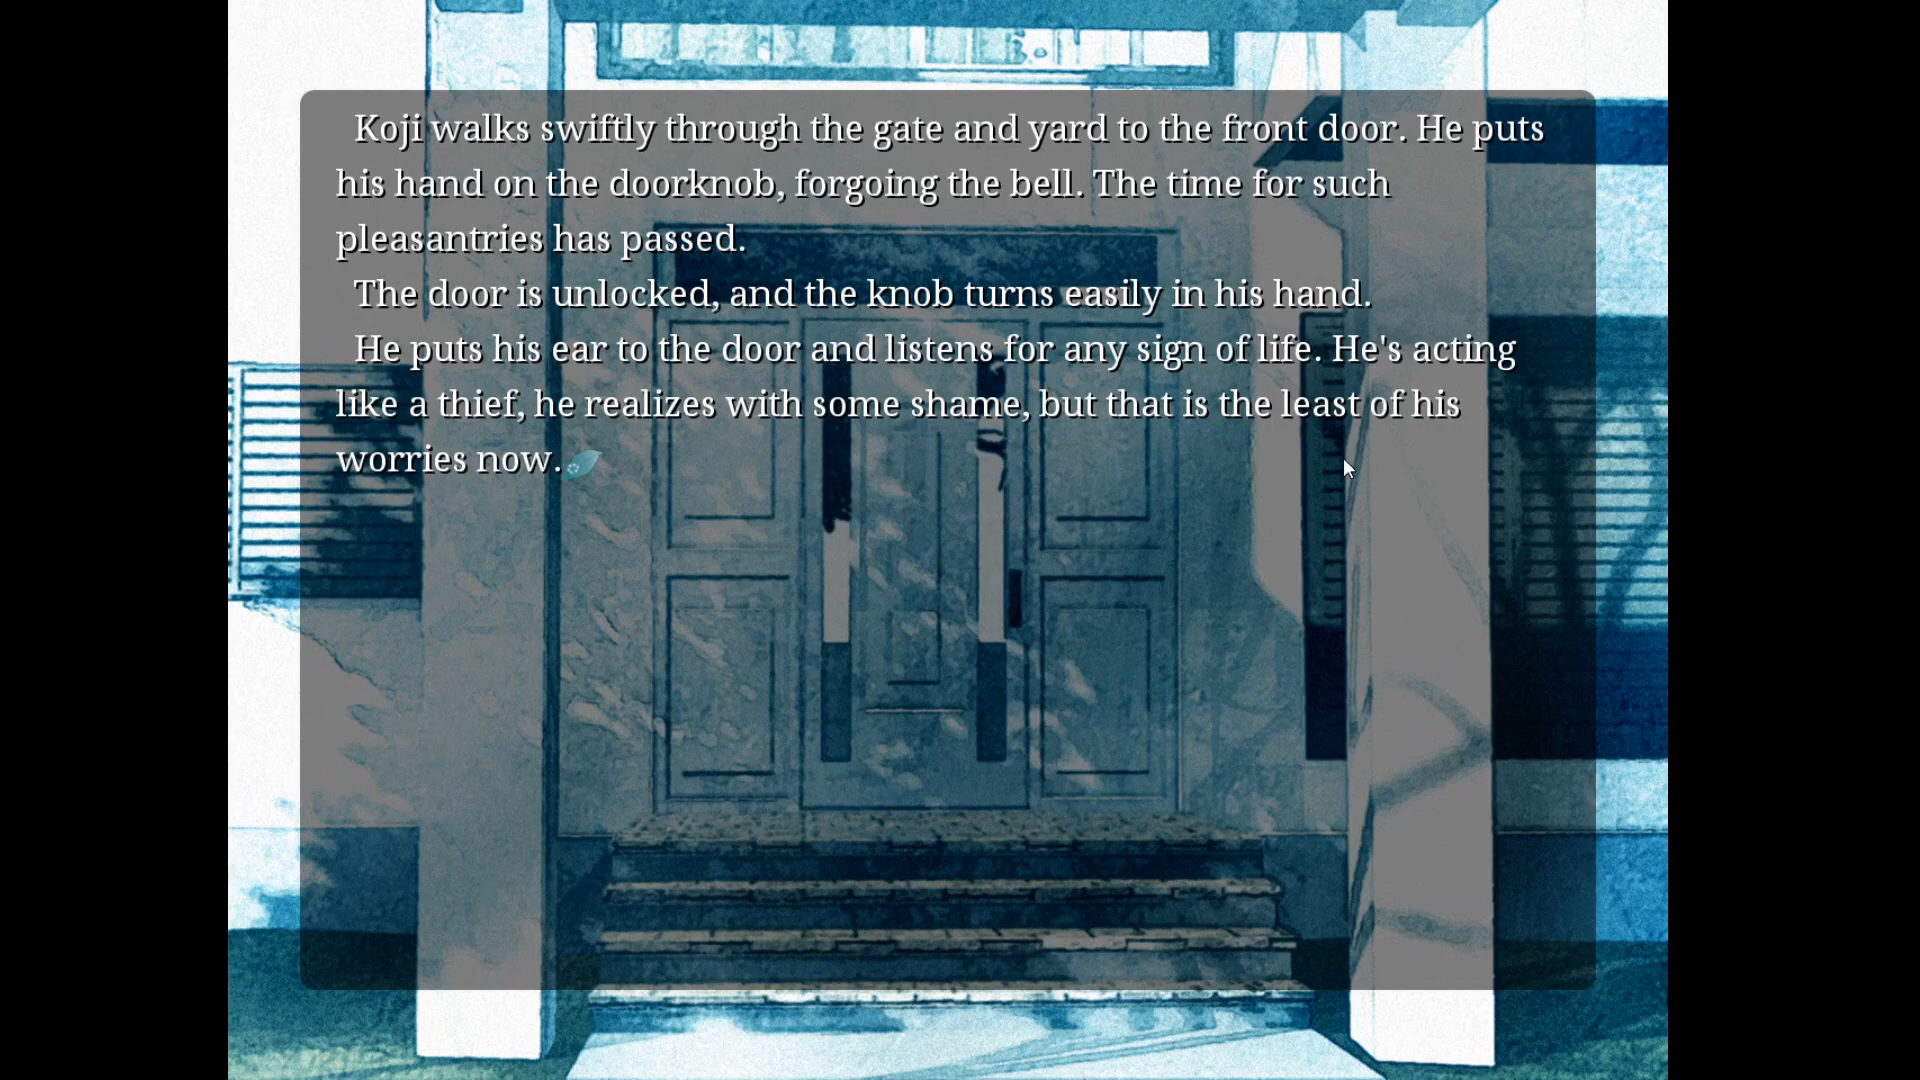 Koji walks swiftly through the gate and yard to the front door. He puts
his hand on the doorknob, forgoing the bell. The time for such
pleasantries has passed.
The door is unlocked, and the knob turns easily in his hand.
He puts his ear to the door and listens for any sign of life. He's acting
like a thief, he realizes with some shame, but that is the least of his
worries now.